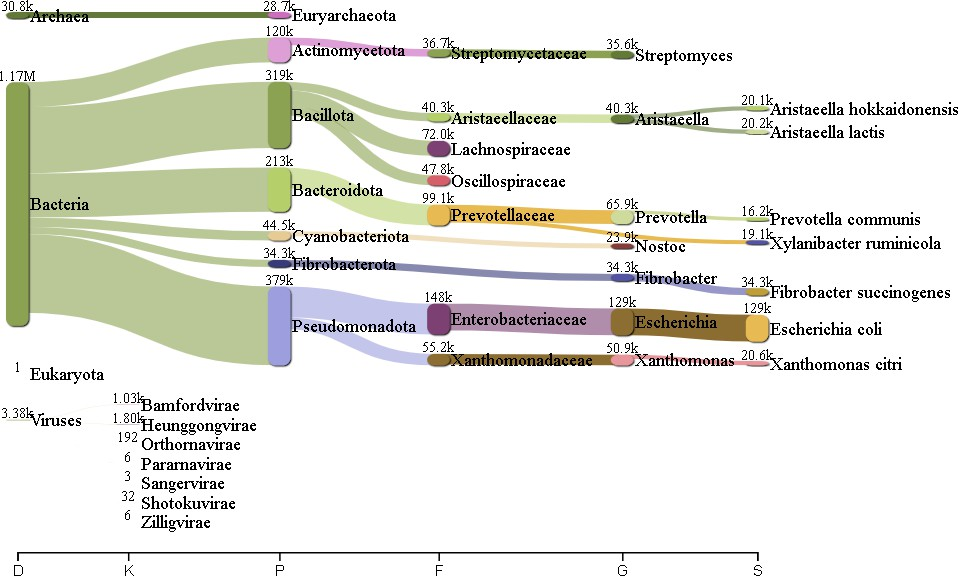 30.8k
Archaea
28.7k
Euryarchaeota
120k
Actinomycetota
36.7k
Streptomycetaceae
35.6k
Streptomyces
1.17M
Bacteria
319k
Bacillota
40.3k
Aristaeellaceae
40.3k
Aristaeella
20.1k
Aristaeella hokkaidonensis
20.2k
Aristaeella lactis
72.0k
Lachnospiraceae
47.8k
Oscillospiraceae
213k
Bacteroidota
99.1k
Prevotellaceae
65.9k
Prevotella
16.2k
Prevotella communis
44.5k
Cyanobacteriota
23.9k
Nostoc
19.1k
Xylanibacter ruminicola
34.3k
Fibrobacterota
34.3k
Fibrobacter
34.3k
Fibrobacter succinogenes
379k
Pseudomonadota
148k
Enterobacteriaceae
129k
Escherichia
129k
Escherichia coli
55.2k
Xanthomonadaceae
50.9k
Xanthomonas
20.6k
Xanthomonas citri
1
Eukaryota
3.38k
Viruses
1.03k
Bamfordvirae
1.80k
Heunggongvirae
192
Orthornavirae
6
Pararnavirae
3
Sangervirae
32
Shotokuvirae
6
Zilligvirae
D K P F G S